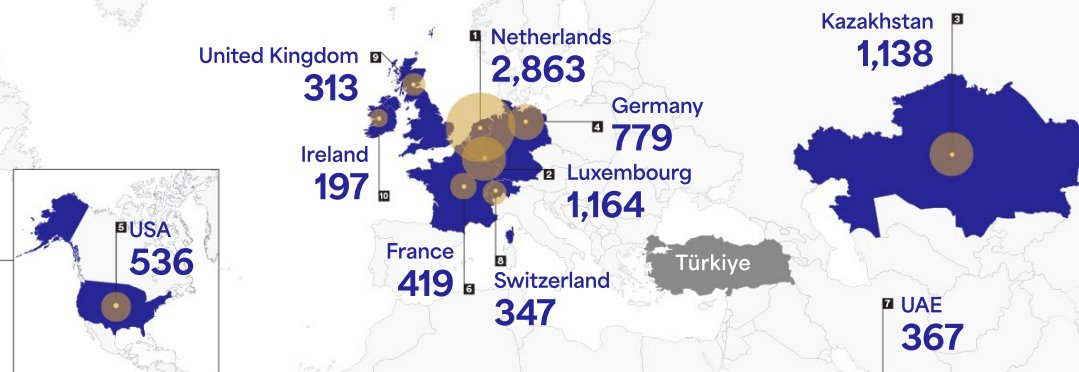 1
Netherlands
2,863
9
United Kingdom
313
3
Kazakhstan
1,138
4
Germany
779
Ireland
197
10
2
Luxembourg
1,164
5
USA
536
France
419
6
8
Switzerland
347
Türkiye
7
UAE
367